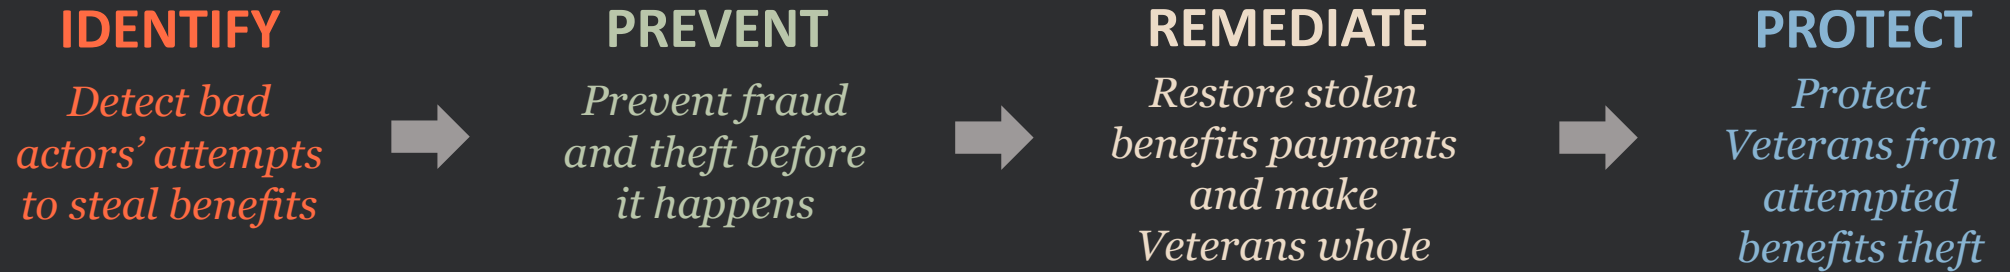 IDENTIFY
Detect bad
actors’ attempts
to steal benefits
PREVENT
Prevent fraud
and theft before
it happens
REMEDIATE
Restore stolen
benefits payments
and make
Veterans whole
PROTECT
Protect
Veterans from
attempted
benefits theft